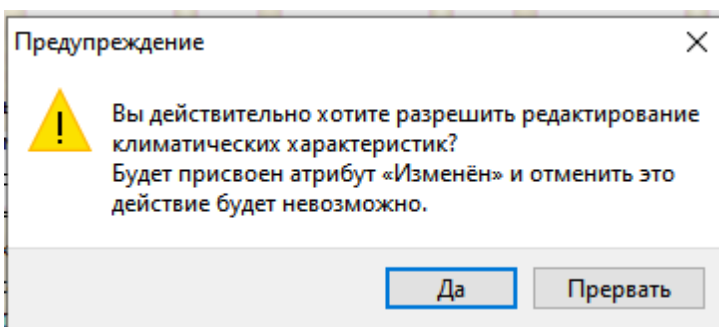 Предупреждение
Вы действительно хотите разрешить редактирование
климатических характеристик?
Будет присвоен атрибут «Изменён» и отменить это
действие будет невозможно.
Да
Прервать